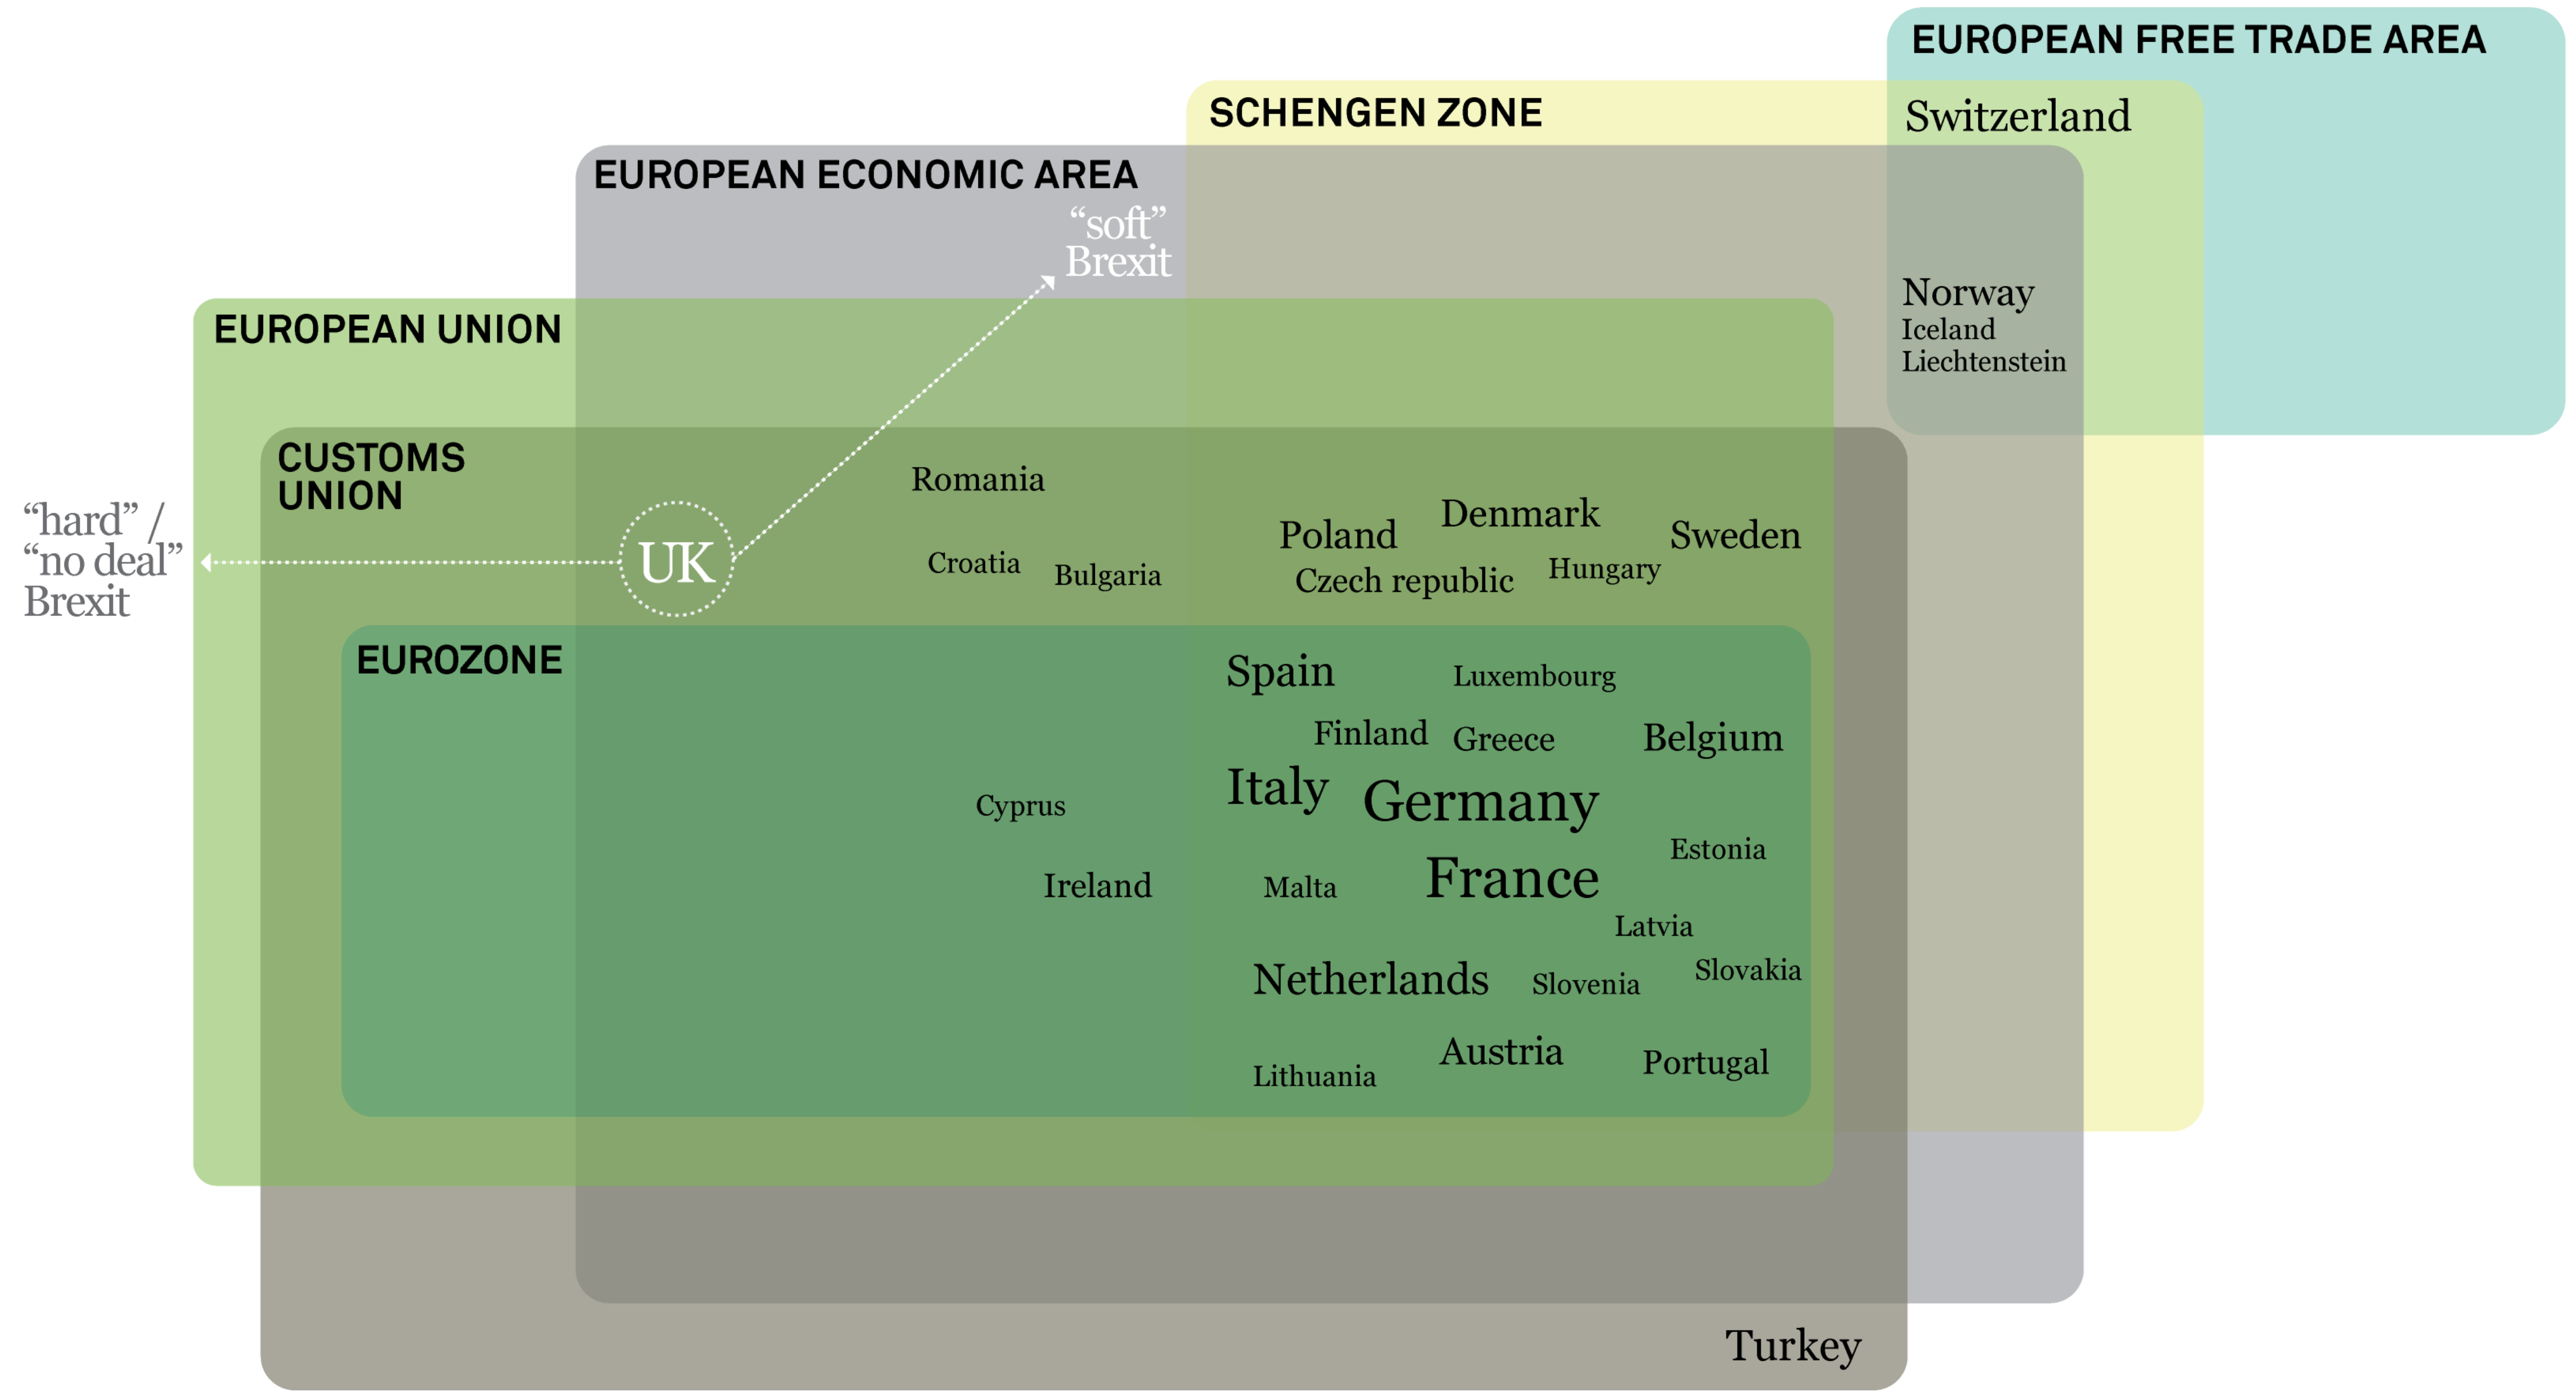 EUROPEAN FREE TRADE AREA
SCHENGEN ZONE
Switzerland
EUROPEAN ECONOMIC AREA
“soft”
Brexit
Norway
Iceland
Liechtenstein
EUROPEAN UNION
CUSTOMS
UNION
“hard” /
“no deal”
Brexit
UK
Romania
Croatia
Bulgaria
Poland
Denmark
Sweden
Czech republic
Hungary
EUROZONE
Spain
Luxembourg
Finland
Greece
Belgium
Italy
Germany
Cyprus
Estonia
Ireland
Malta
France
Latvia
Netherlands
Slovenia
Slovakia
Lithuania
Austria
Portugal
Turkey